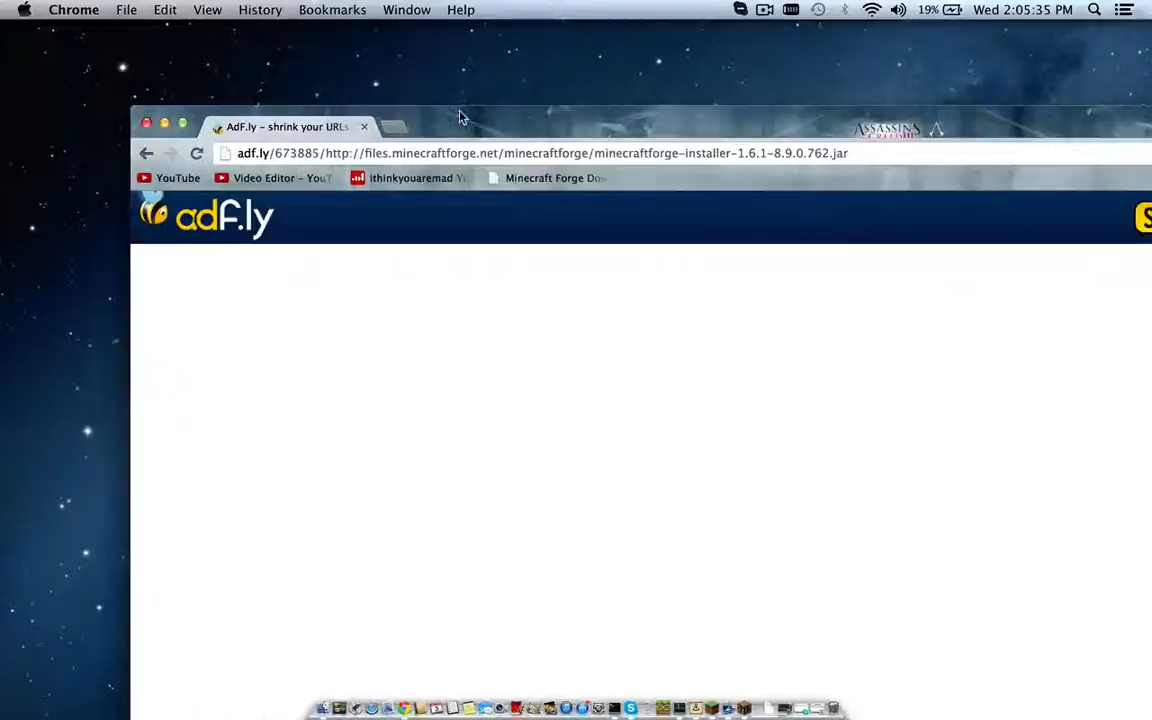 Chrome File Edit View History Bookmarks Window Help 19% Wed 2:05:35 PM
AdF.ly – shrink your URLs
ASSASSINS
adf.ly/673885/http://files.minecraftforge.net/minecraftforge/minecraftforge-installer-1.6.1-8.9.0.762.jar
YouTube Video Editor – YouT ithinkyouaremad Y Minecraft Forge Do
adf.ly S